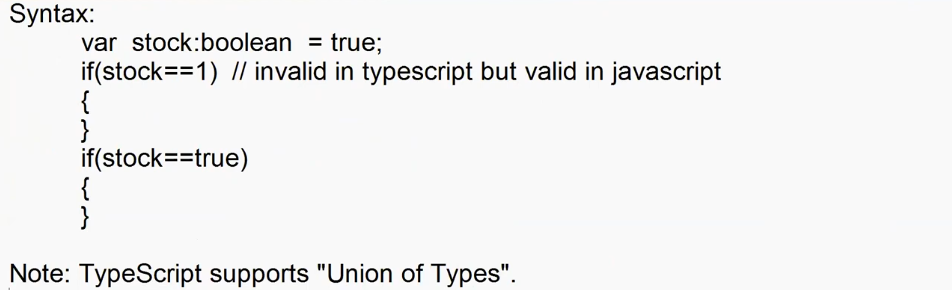 Syntax:
var stock:boolean = true;
if(stock==1) // invalid in typescript but valid in javascript
{
}
if(stock==true)
{
}
Note: TypeScript supports "Union of Types".